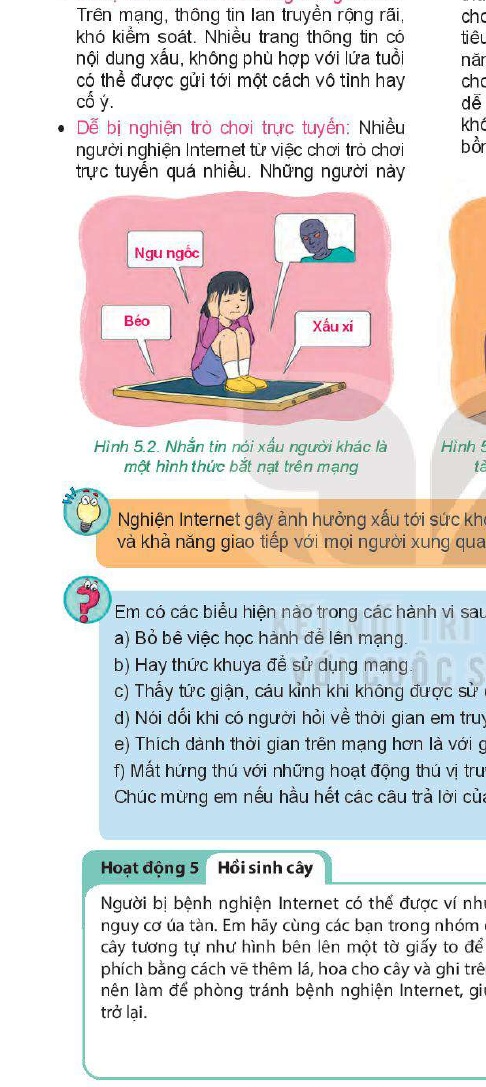 Trên mạng, thông tin lan truyền rộng rãi,
khó kiểm soát. Nhiều trang thông tin có
nội dung xấu, không phù hợp với lứa tuổi
có thể được gửi tới một cách vô tình hay
cố ý.
• Dễ bị nghiện trò chơi trực tuyến: Nhiều
người nghiện Internet từ việc chơi trò chơi
trực tuyến quá nhiều. Những người này
Ngu ngốc
Béo
Xấu xí
Hình 5.2. Nhắn tin nói xấu người khác là
một hình thức bắt nạt trên mạng
Hình 5
Nghiện Internet gây ảnh hưởng xấu tới sức kh
và khả năng giao tiếp với mọi người xung qua
Em có các biểu hiện nào trong các hành vi sau
a) Bỏ bê việc học hành để lên mạng.
b) Hay thức khuya để sử dụng mạng.
c) Thấy tức giận, cáu kỉnh khi không được sử
d) Nói dối khi có người hỏi về thời gian em truy
e) Thích dành thời gian trên mạng hơn là với g
f) Mất hứng thú với những hoạt động thú vị tru
Chúc mừng em nếu hầu hết các câu trả lời củ
KẾT NỐI TRI
VỚI CUỘC S
Hoạt động 5 Hồi sinh cây
Người bị bệnh nghiện Internet có thể được ví nh
nguy cơ úa tàn. Em hãy cùng các bạn trong nhóm
cây tương tự như hình bên lên một tờ giấy to để
phích bằng cách vẽ thêm lá, hoa cho cây và ghi trê
nên làm để phòng tránh bệnh nghiện Internet, gi
trở lại.